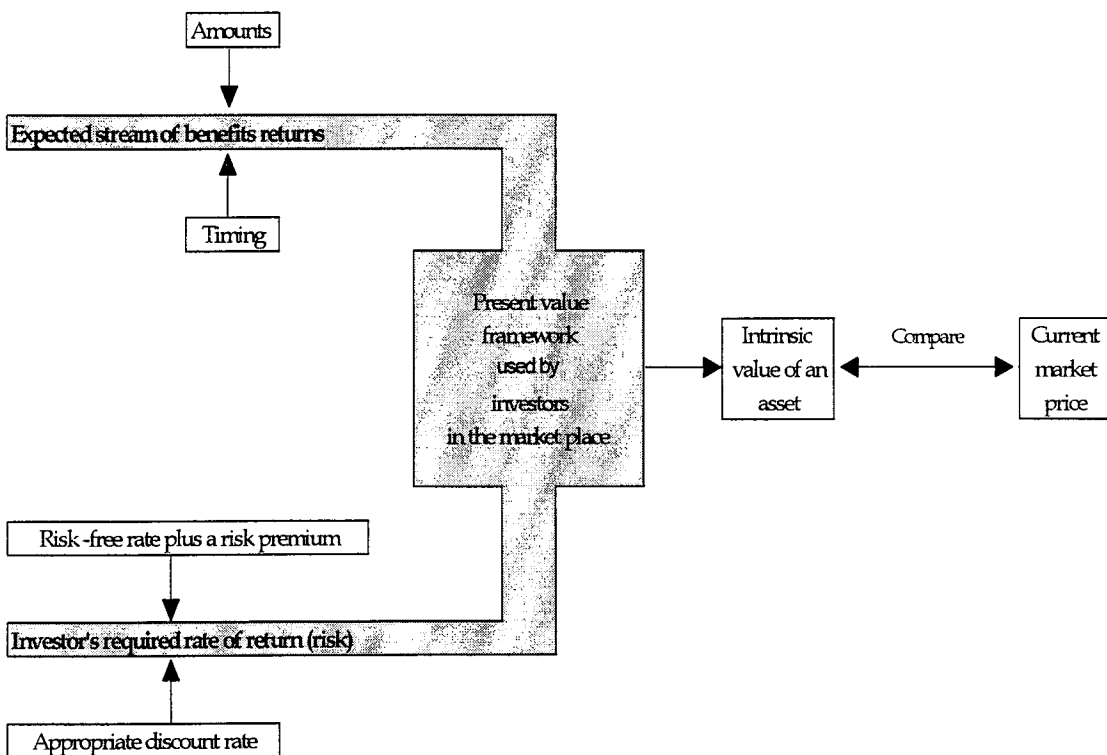 Amounts
Expected stream of benefits returns
Timing
Present value
framework
used by
investors
in the market place
Intrinsic
value of an
asset
Compare
Current
market
price
Risk -free rate plus a risk premium
Investor's required rate of return (risk)
Appropriate discount rate